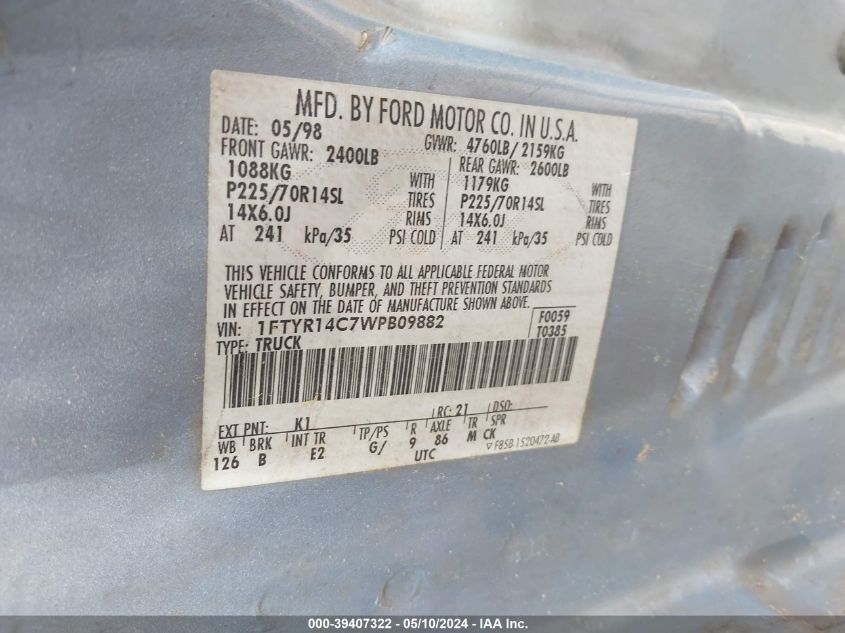 MFD. BY FORD MOTOR CO. IN U.S.A.
DATE: 05/98 GVWR: 4760LB/ 2159KG
FRONT GAWR: 2400LB REAR GAWR: 2600LB
1088KG WITH 1179KG WITH
P225/70R14SL TIRES P225/70R14SL TIRES
14X6.0J RIMS 14X6.0J RIMS
AT 241 kPa/35 PSI COLD AT 241 kPa/35 PSI COLD
THIS VEHICLE CONFORMS TO ALL APPLICABLE FEDERAL MOTOR
VEHICLE SAFETY, BUMPER, AND THEFT PREVENTION STANDARDS
IN EFFECT ON THE DATE OF MANUFACTURE SHOWN ABOVE.
VIN: 1FTYR14C7WPB09882 F0059
TYPE: TRUCK T0385
EXT PNT: K1 RC: 21 DSO:
WB BRK INT TR TP/PS R AXLE TR SPR
126 B E2 G/ 9 86 M CK
UTC ▽ F85B-1520472-AB
000-39407322 - 05/10/2024 - IAA Inc.